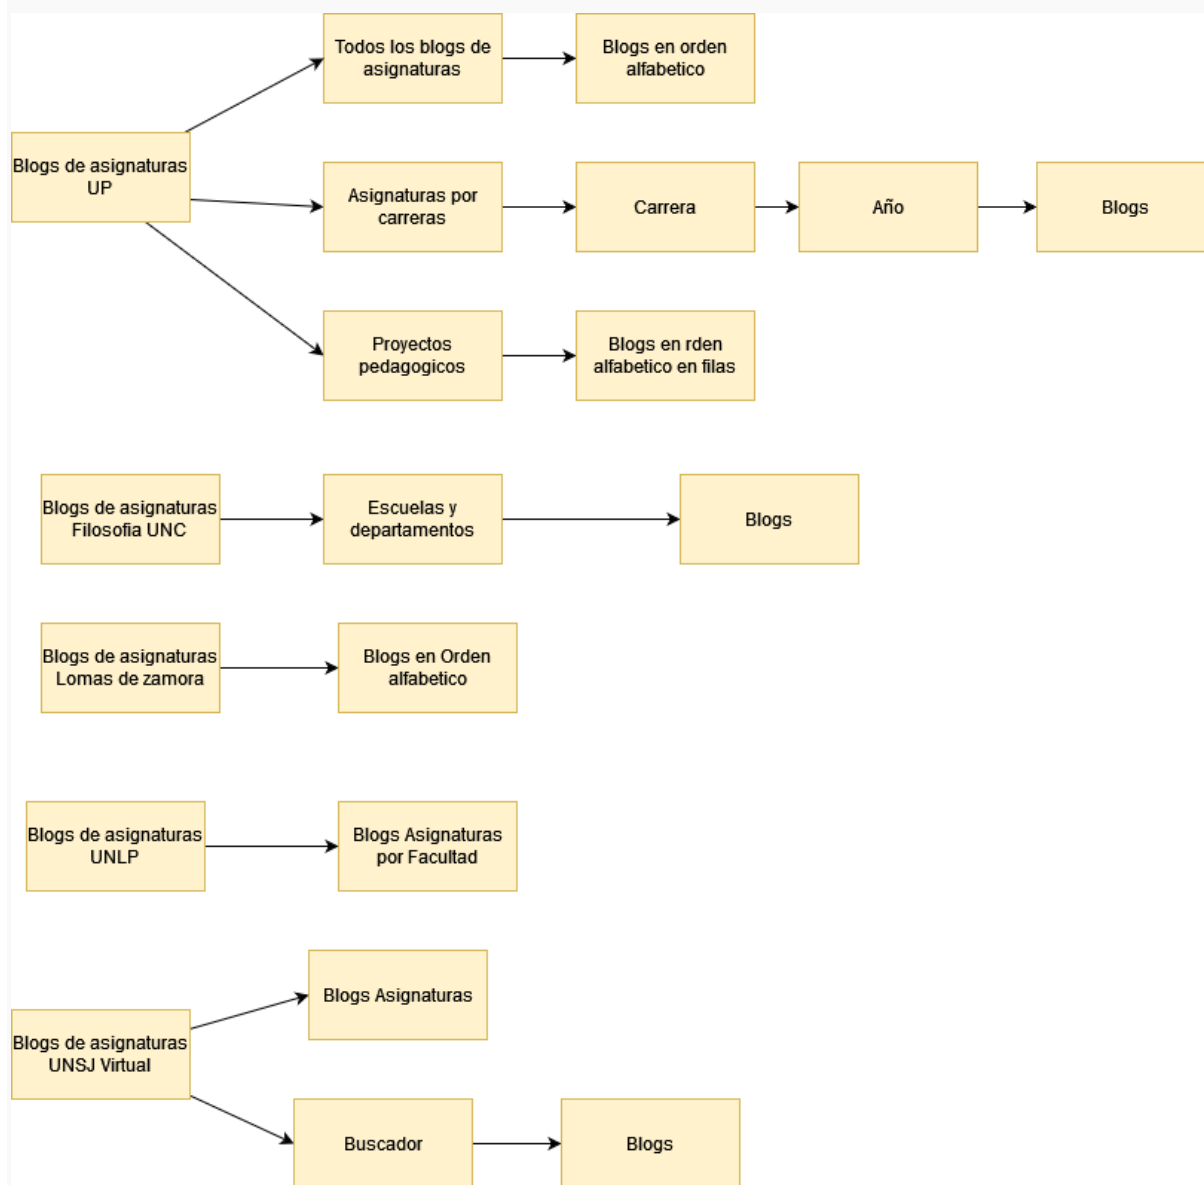 Todos los blogs de
asignaturas
Blogs en orden
alfabetico
Blogs de asignaturas
UP
Asignaturas por
carreras
Carrera
Año
Blogs
Proyectos
pedagogicos
Blogs en rden
alfabetico en filas
Blogs de asignaturas
Filosofia UNC
Escuelas y
departamentos
Blogs
Blogs de asignaturas
Lomas de zamora
Blogs en Orden
alfabetico
Blogs de asignaturas
UNLP
Blogs Asignaturas
por Facultad
Blogs Asignaturas
Blogs de asignaturas
UNSJ Virtual
Buscador
Blogs